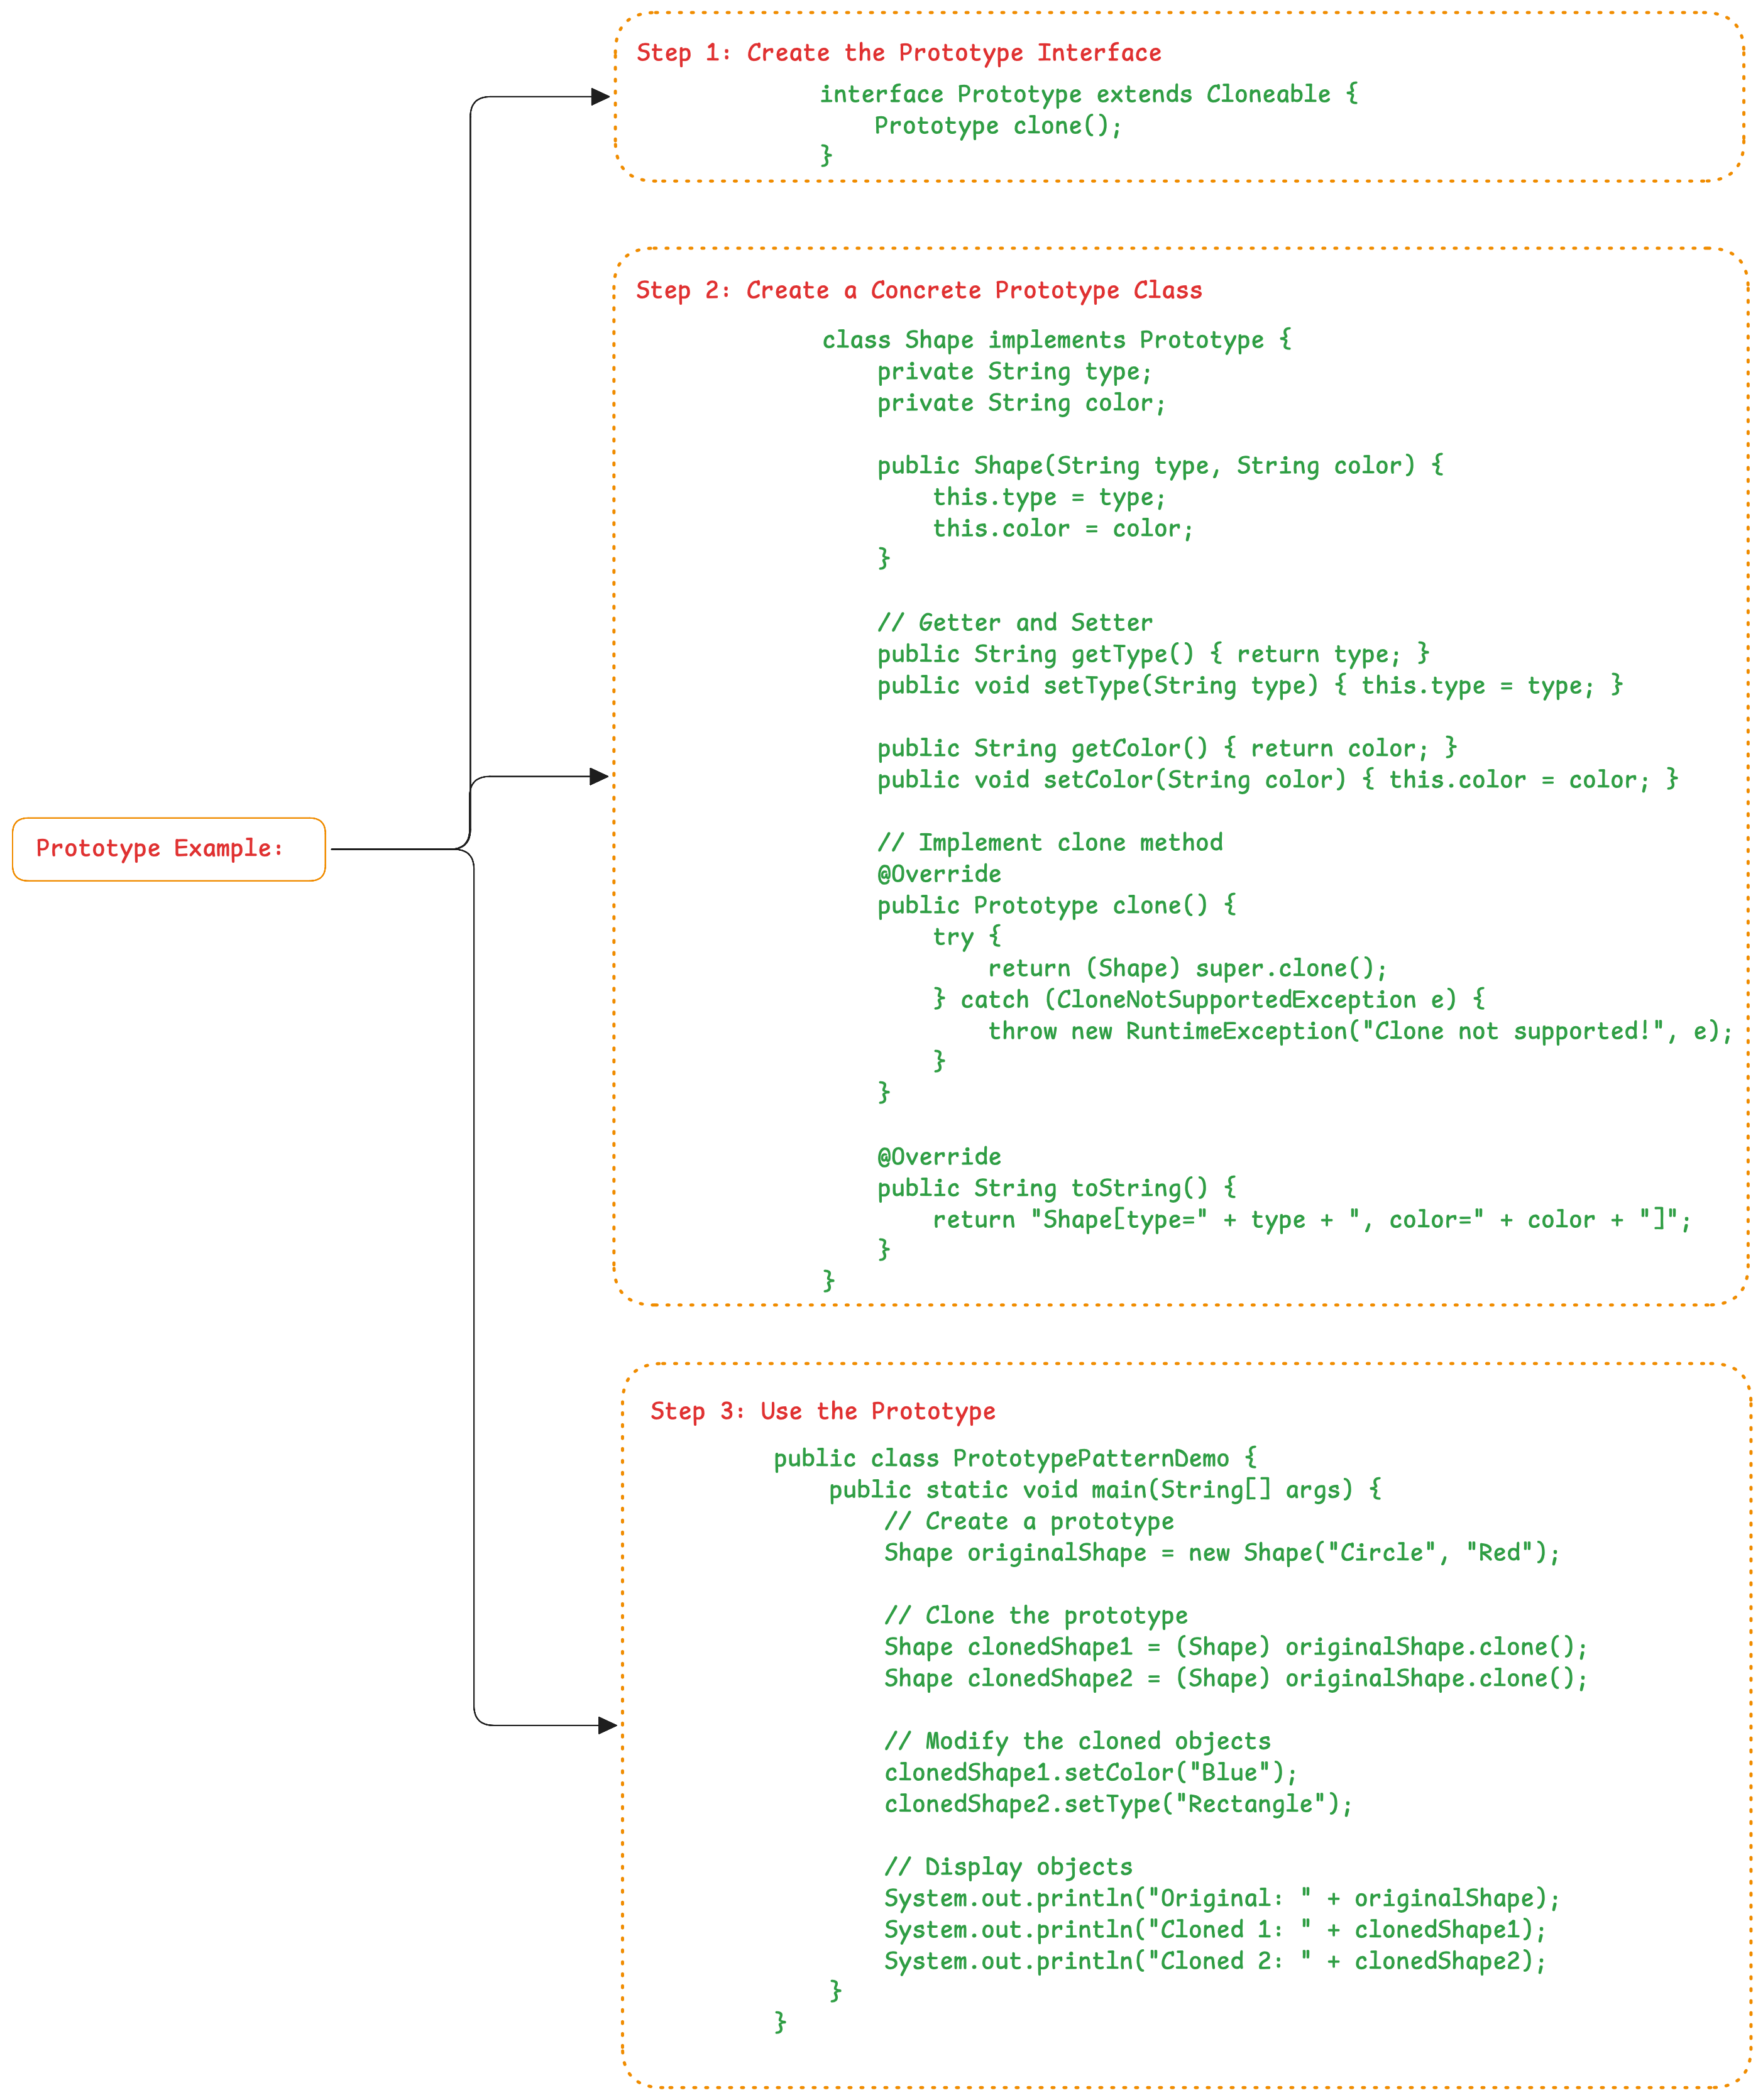 Step 1: Create the Prototype Interface
interface Prototype extends Cloneable {
    Prototype clone();
}
Step 2: Create a Concrete Prototype Class
class Shape implements Prototype {
    private String type;
    private String color;
    public Shape(String type, String color) {
        this.type = type;
        this.color = color;
    }
    // Getter and Setter
    public String getType() { return type; }
    public void setType(String type) { this.type = type; }
    public String getColor() { return color; }
    public void setColor(String color) { this.color = color; }
    // Implement clone method
    @Override
    public Prototype clone() {
        try {
            return (Shape) super.clone();
        } catch (CloneNotSupportedException e) {
            throw new RuntimeException("Clone not supported!", e);
        }
    }
    @Override
    public String toString() {
        return "Shape[type=" + type + ", color=" + color + "]";
    }
}
Prototype Example:
Step 3: Use the Prototype
public class PrototypePatternDemo {
    public static void main(String[] args) {
        // Create a prototype
        Shape originalShape = new Shape("Circle", "Red");
        // Clone the prototype
        Shape clonedShape1 = (Shape) originalShape.clone();
        Shape clonedShape2 = (Shape) originalShape.clone();
        // Modify the cloned objects
        clonedShape1.setColor("Blue");
        clonedShape2.setType("Rectangle");
        // Display objects
        System.out.println("Original: " + originalShape);
        System.out.println("Cloned 1: " + clonedShape1);
        System.out.println("Cloned 2: " + clonedShape2);
    }
}